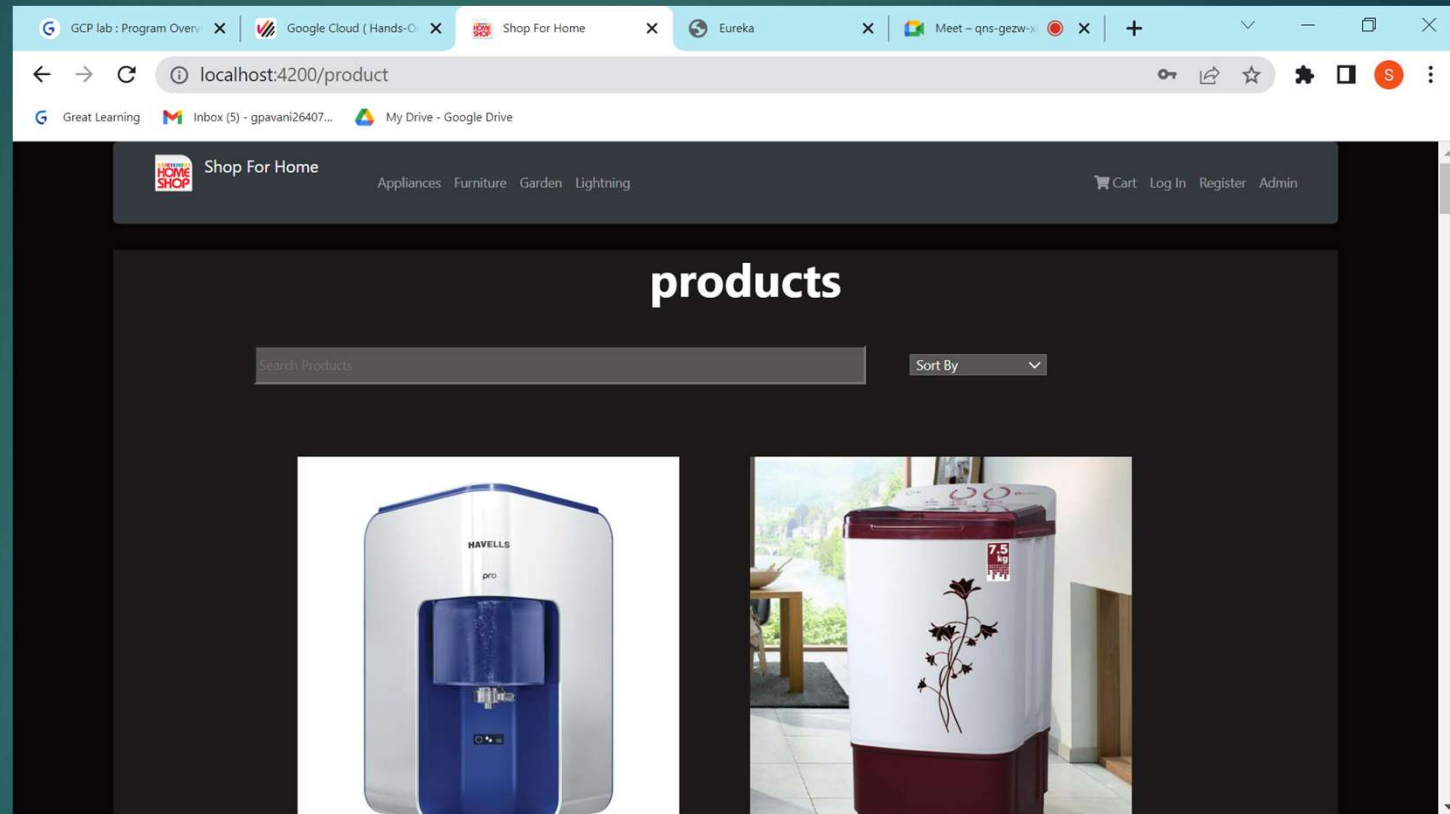 GCP lab : Program Overv
Google Cloud ( Hands-O
Shop For Home
Eureka
Meet – qns-gezw-x
localhost:4200/product
S
Great Learning
Inbox (5) - gpavani26407...
My Drive - Google Drive
HOME
SHOP
Shop For Home
Appliances Furniture Garden Lightning
Cart Log In Register Admin
products
Search Products
Sort By
HAVELLS
pro
7.5
kg